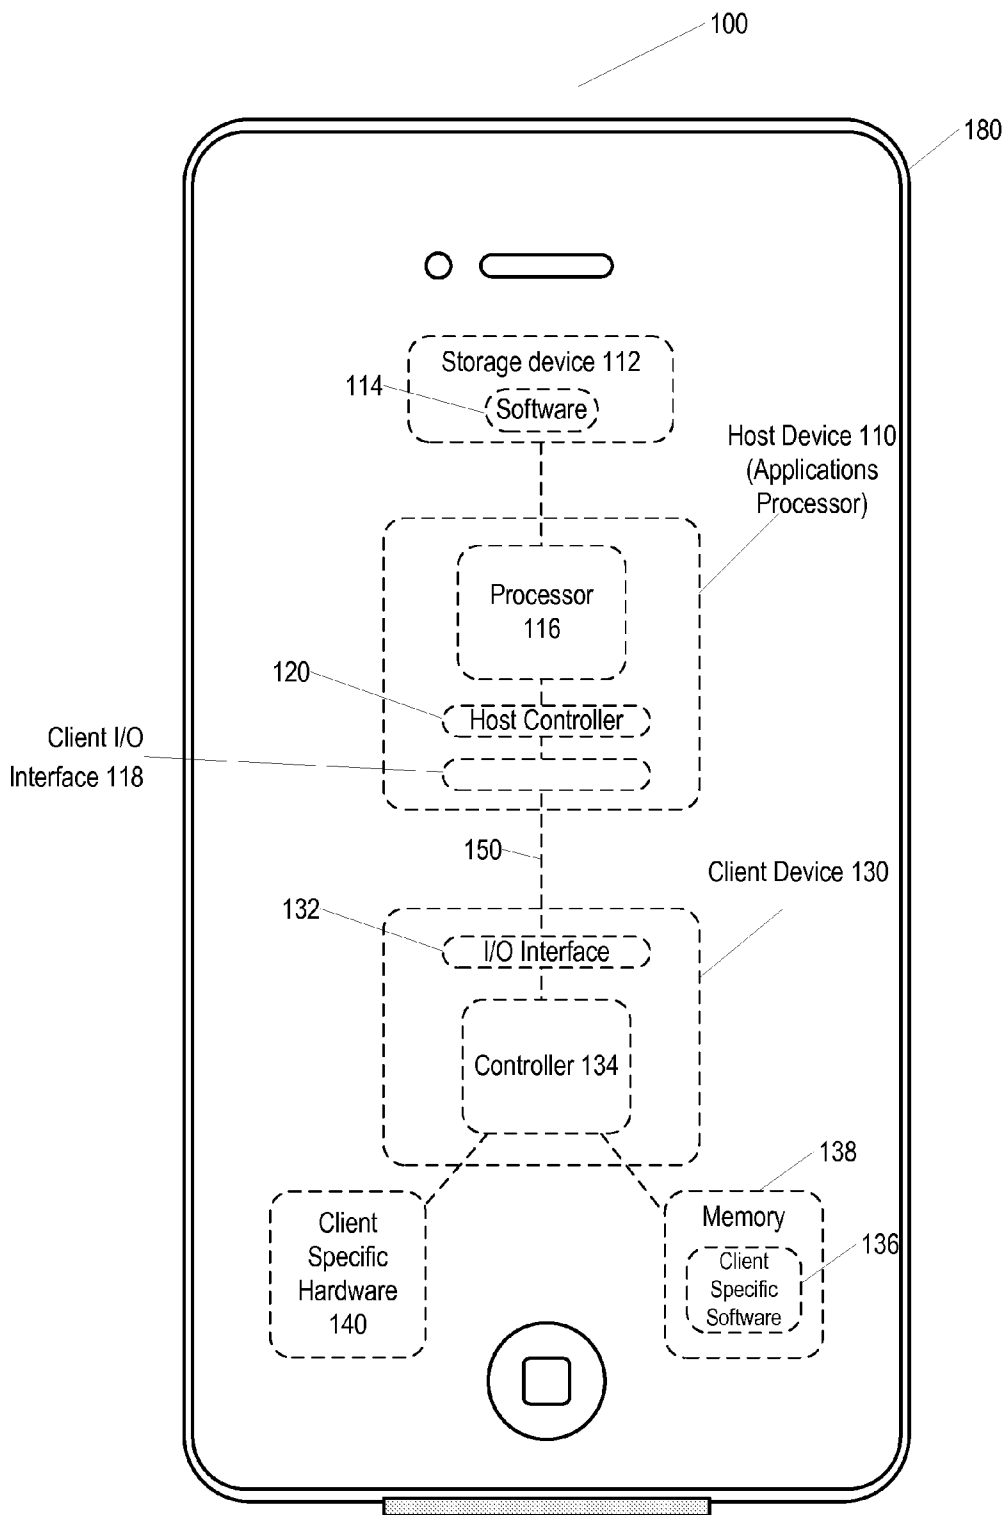 100
180
Storage device 112
114
Software
Host Device 110
(Applications
Processor)
Processor
116
120
Host Controller
Client I/O
Interface 118
150
Client Device 130
132
I/O Interface
Controller 134
138
Memory
136
Client
Specific
Software
Client
Specific
Hardware
140